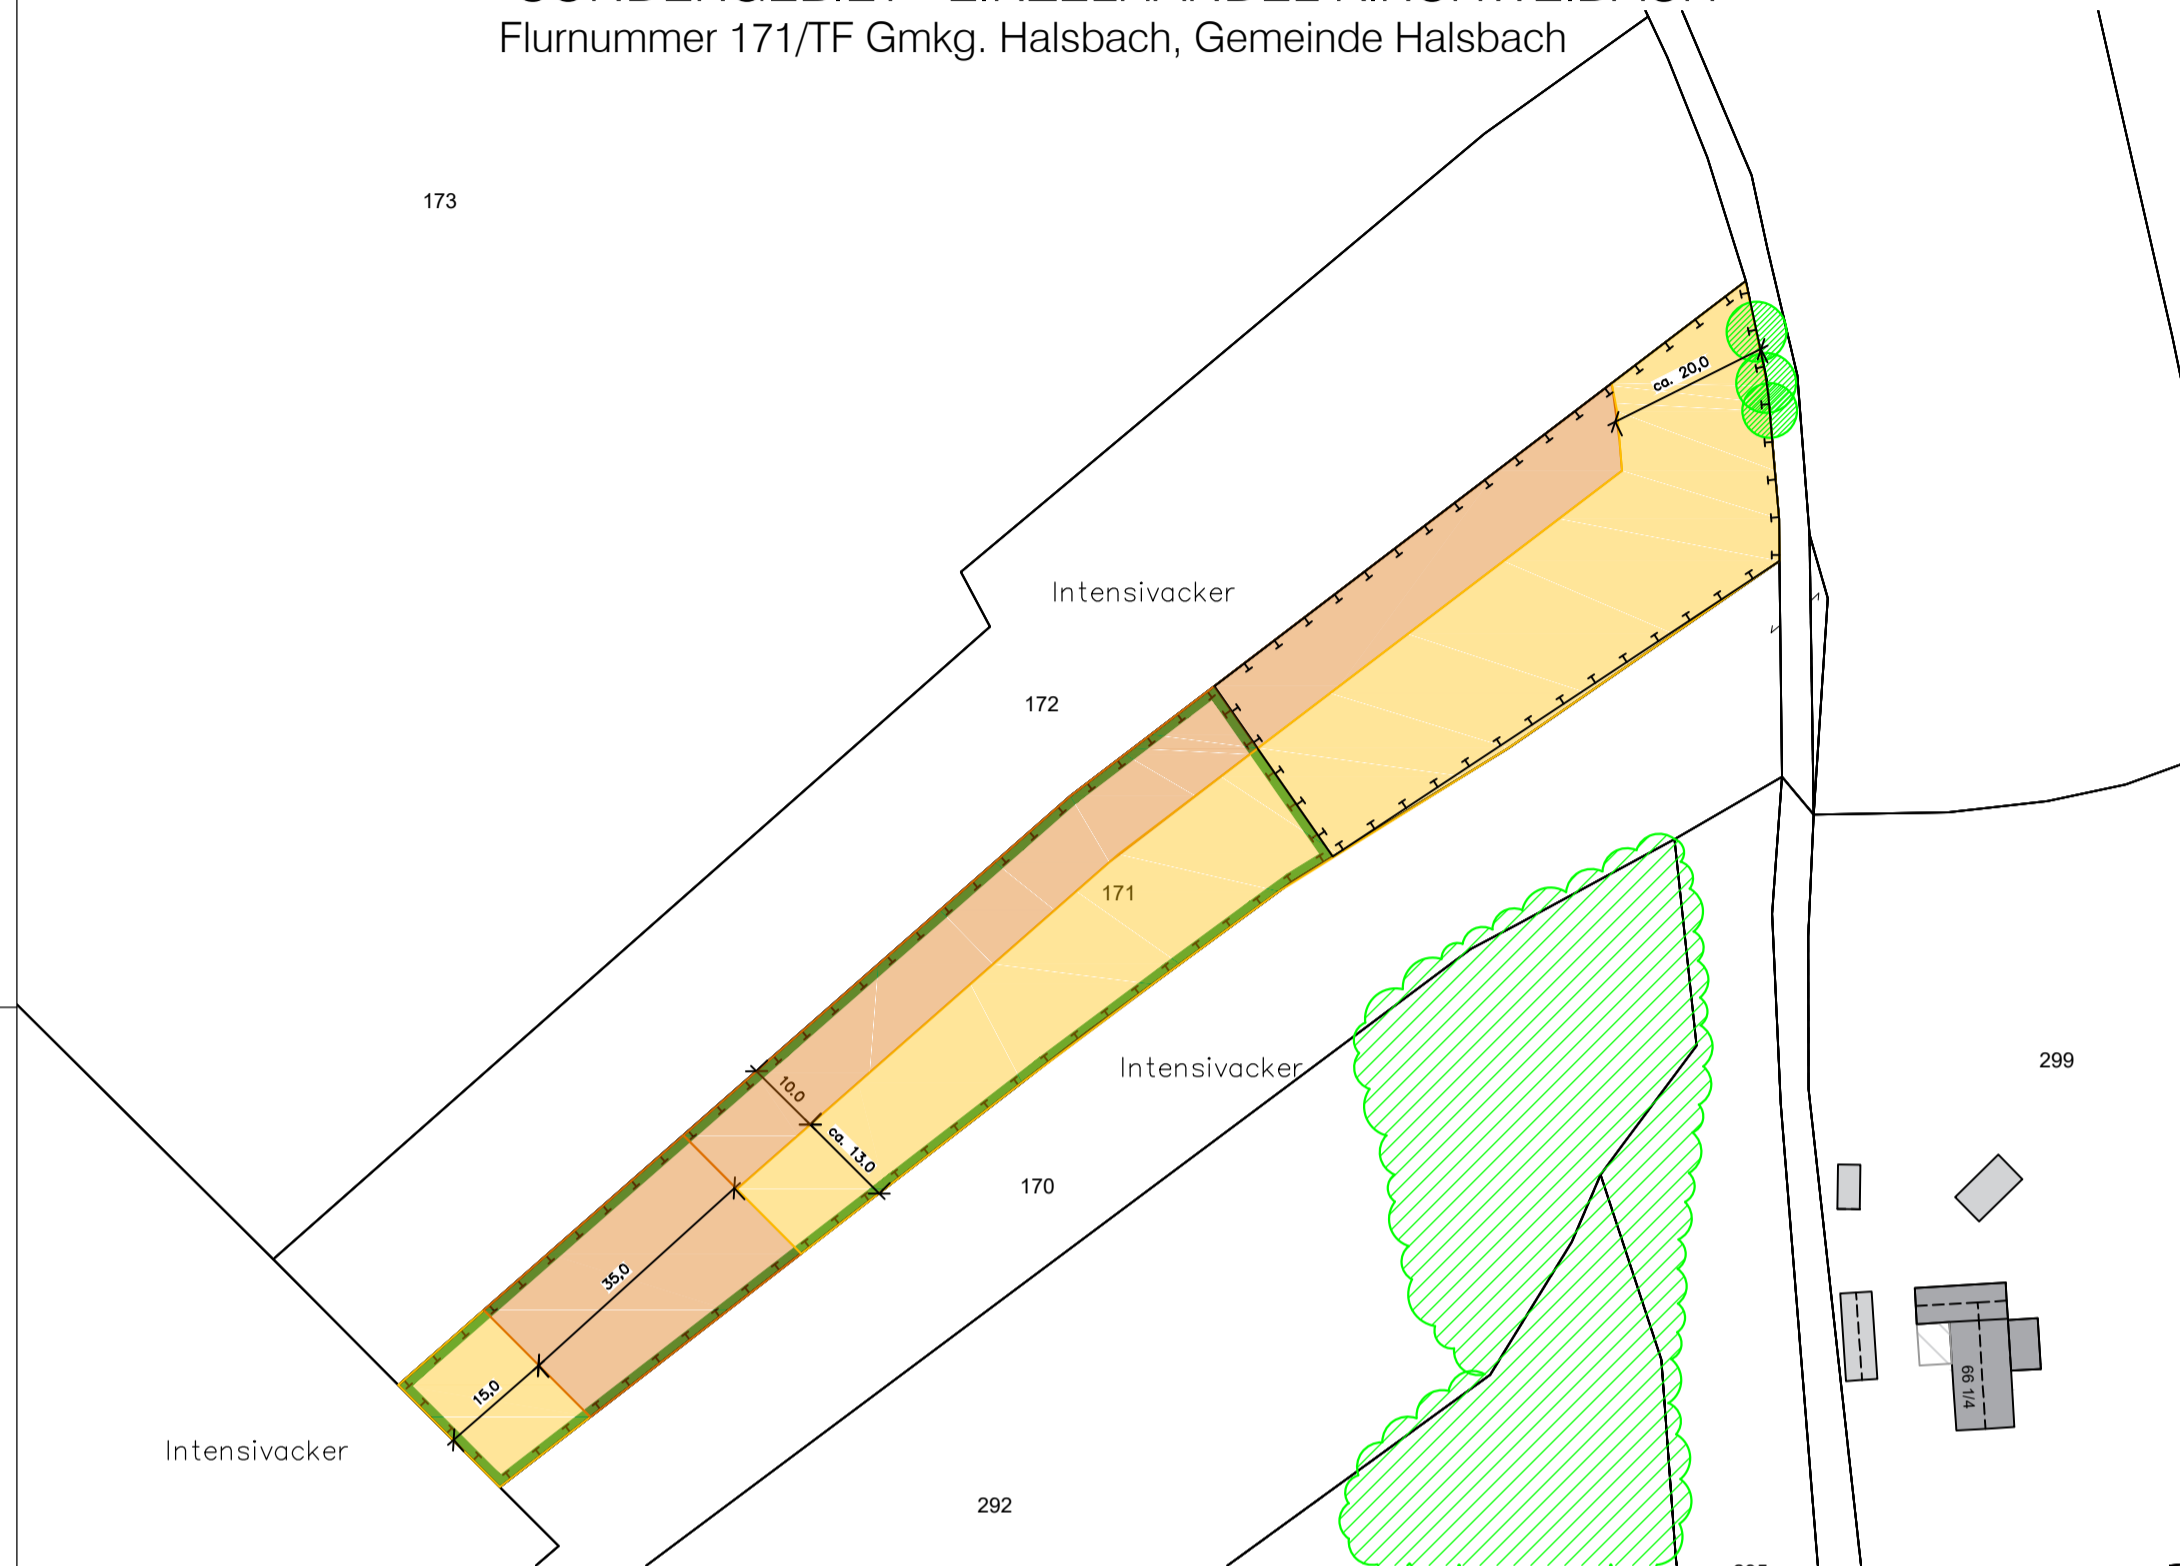 Flurnummer 171/TF Gmkg. Halsbach, Gemeinde Halsbach
173
ca. 20,0
Intensivacker
172
171
Intensivacker
299
10.0
ca. 13.0
170
35,0
15,0
66 1/4
Intensivacker
292